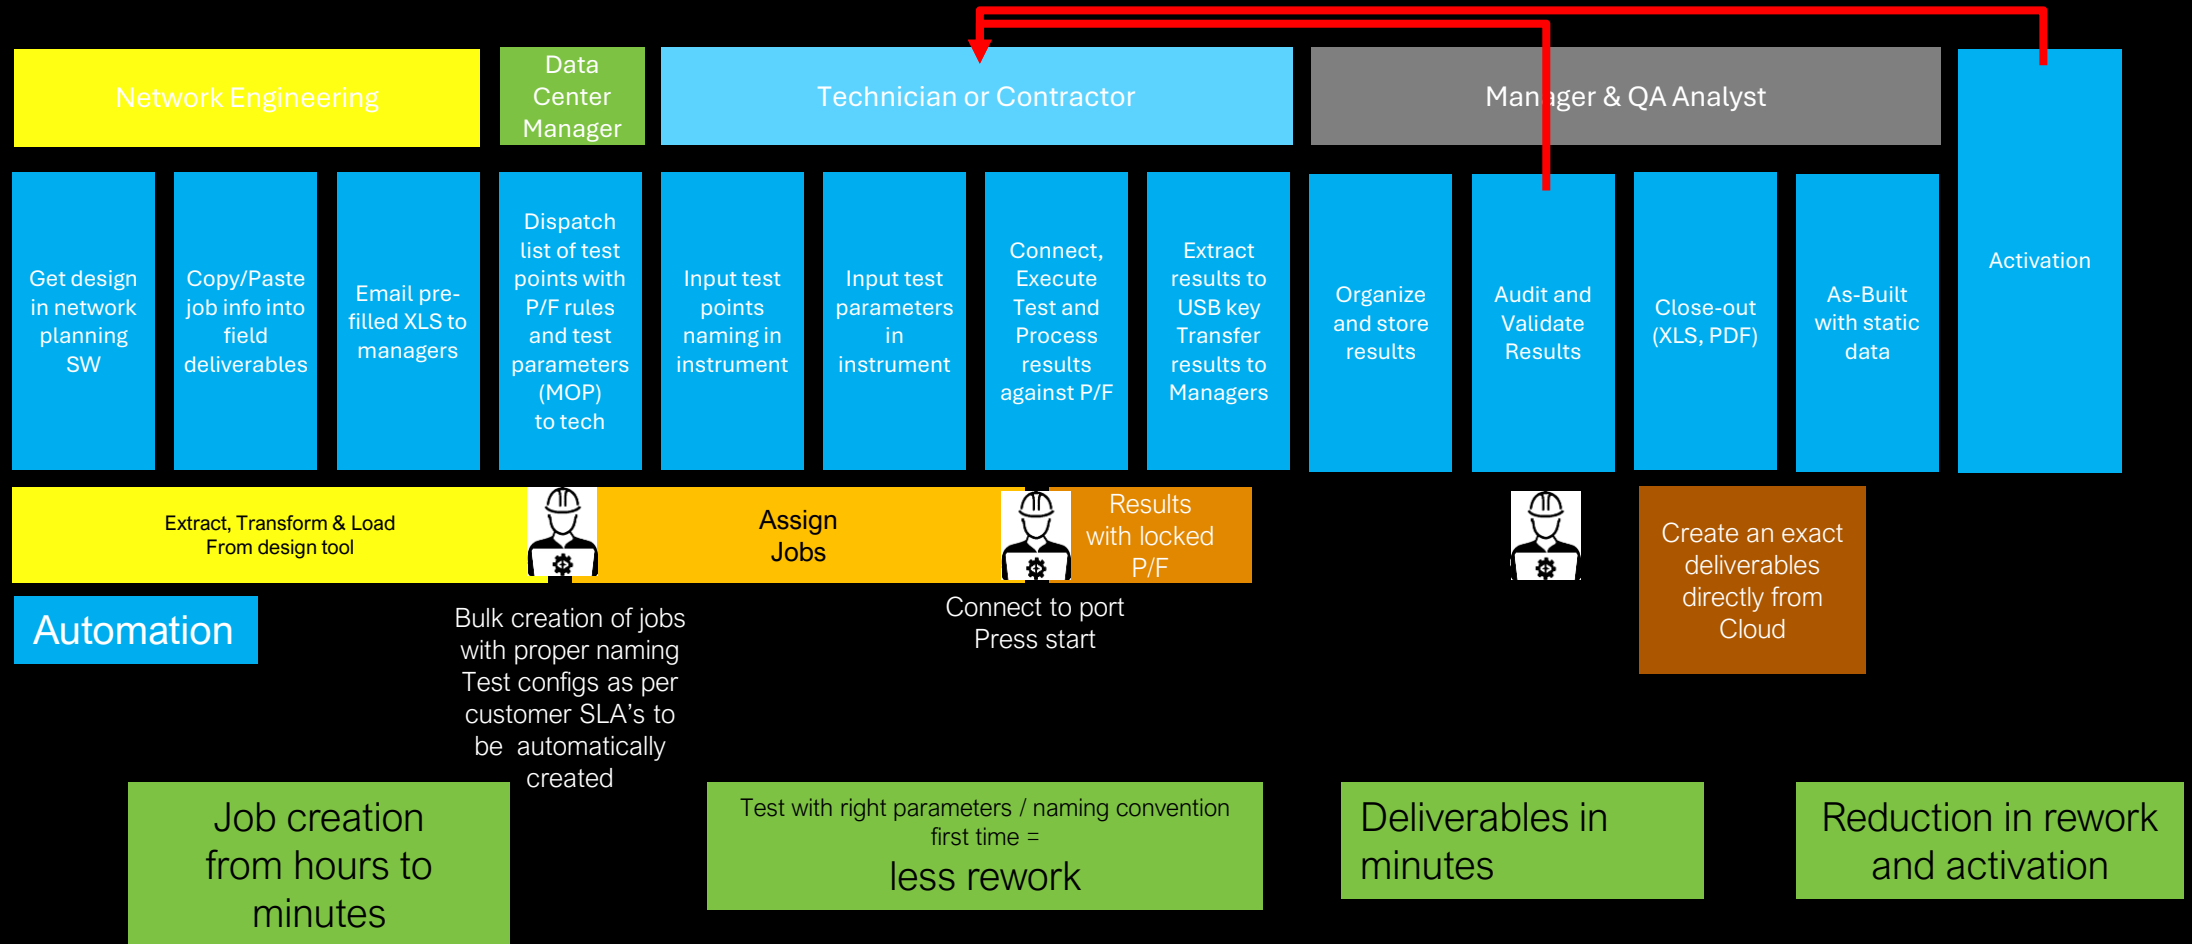 Network Engineering
Data
Center
Manager
Technician or Contractor
Manager & QA Analyst
Get design
in network
planning
SW
Copy/Paste
job info into
field
deliverables
Email pre-
filled XLS to
managers
Dispatch
list of test
points with
P/F rules
and test
parameters
(MOP)
to tech
Input test
points
naming in
instrument
Input test
parameters
in
instrument
Connect,
Execute
Test and
Process
results
against P/F
Extract
results to
USB key
Transfer
results to
Managers
Organize
and store
results
Audit and
Validate
Results
Close-out
(XLS, PDF)
As-Built
with static
data
Activation
Extract, Transform & Load
From design tool
Assign
Jobs
Results
with locked
P/F
Create an exact
deliverables
directly from
Cloud
Automation
Bulk creation of jobs
with proper naming
Test configs as per
customer SLA’s to
be  automatically
created
Connect to port
Press start
Job creation
from hours to
minutes
Test with right parameters / naming convention
first time =
less rework
Deliverables in
minutes
Reduction in rework
and activation